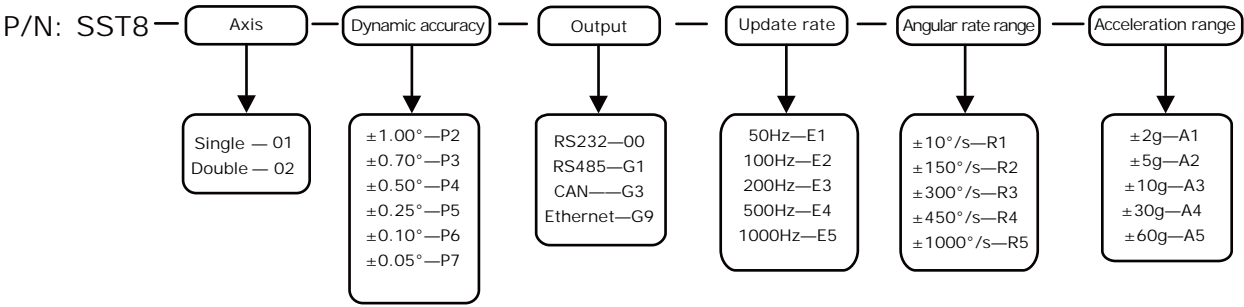 P/N: SST8
Axis
Dynamic accuracy
Output
Update rate
Angular rate range
Acceleration range
Single — 01
Double — 02
±1.00°—P2
±0.70°—P3
±0.50°—P4
±0.25°—P5
±0.10°—P6
±0.05°—P7
RS232—00
RS485—G1
CAN——G3
Ethernet—G9
50Hz—E1
100Hz—E2
200Hz—E3
500Hz—E4
1000Hz—E5
±10°/s—R1
±150°/s—R2
±300°/s—R3
±450°/s—R4
±1000°/s—R5
±2g—A1
±5g—A2
±10g—A3
±30g—A4
±60g—A5